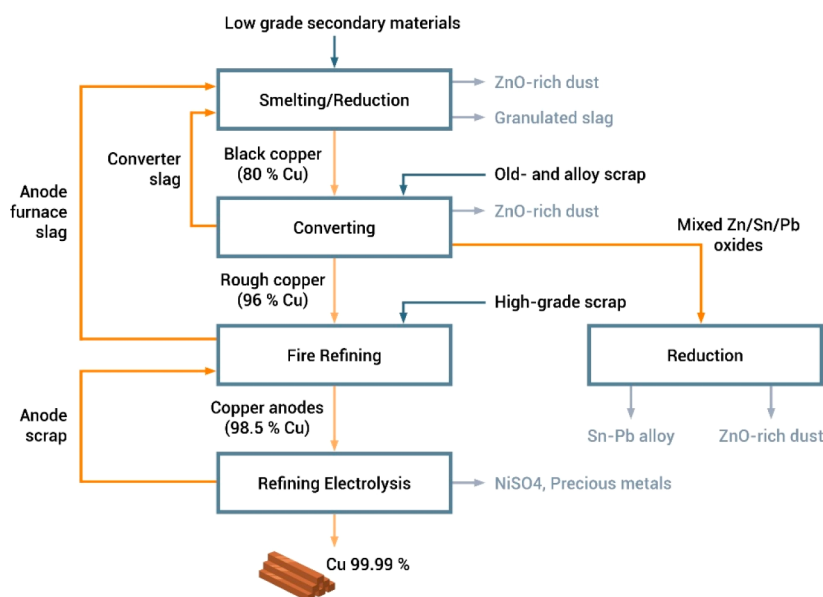 Low grade secondary materials
Smelting/Reduction
ZnO-rich dust
Granulated slag
Black copper
(80 % Cu)
Converter
slag
Anode
furnace
slag
Old- and alloy scrap
Converting
ZnO-rich dust
Mixed Zn/Sn/Pb
oxides
Rough copper
(96 % Cu)
High-grade scrap
Fire Refining
Reduction
Copper anodes
(98.5 % Cu)
Anode
scrap
Sn-Pb alloy
ZnO-rich dust
Refining Electrolysis
NiSO4, Precious metals
Cu 99.99 %